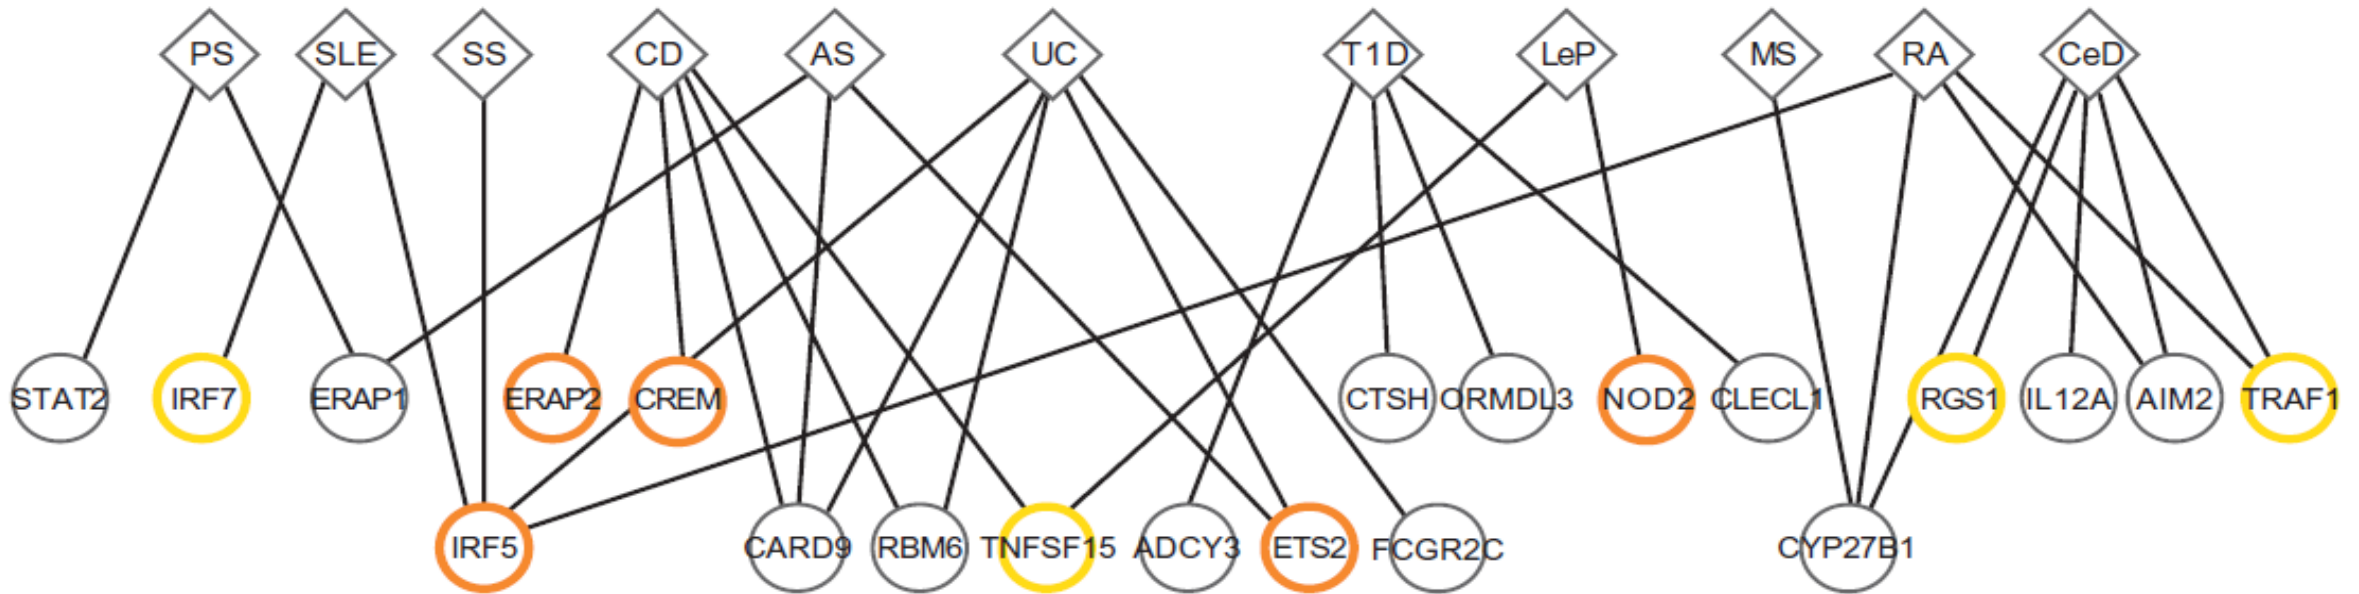 PS SLE SS CD AS UC T1D LeP MS RA CeD
STAT2 IRF7 ERAP1 ERAP2 CREM CTSH ORMDL3 NOD2 CLECL1 RGS1 IL12A AIM2 TRAF1
IRF5 CARD9 RBM6 TNFSF15 ADCY3 ETS2 FCGR2C CYP27B1